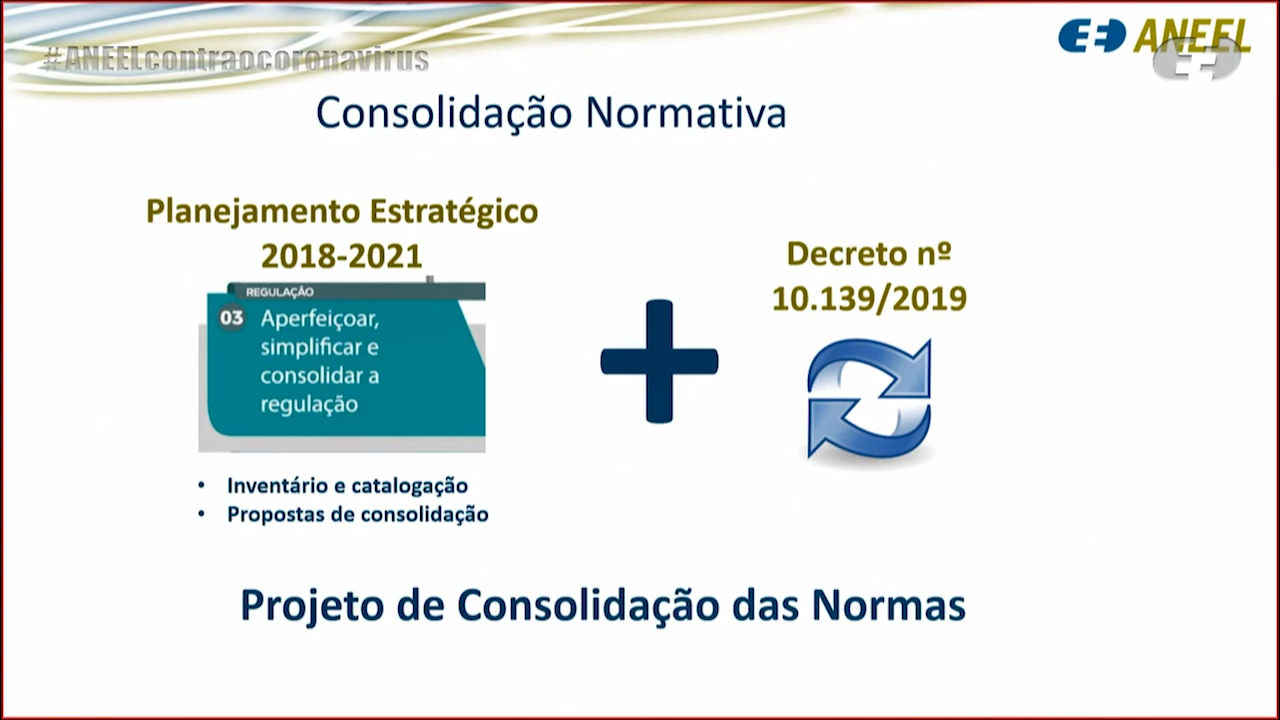 #ANEELcontraocoronavirus
ANEEL
Consolidação Normativa
Planejamento Estratégico
2018-2021
REGULAÇÃO
03 Aperfeiçoar,
simplificar e
consolidar a
regulação
• Inventário e catalogação
• Propostas de consolidação
Decreto nº
10.139/2019
Projeto de Consolidação das Normas